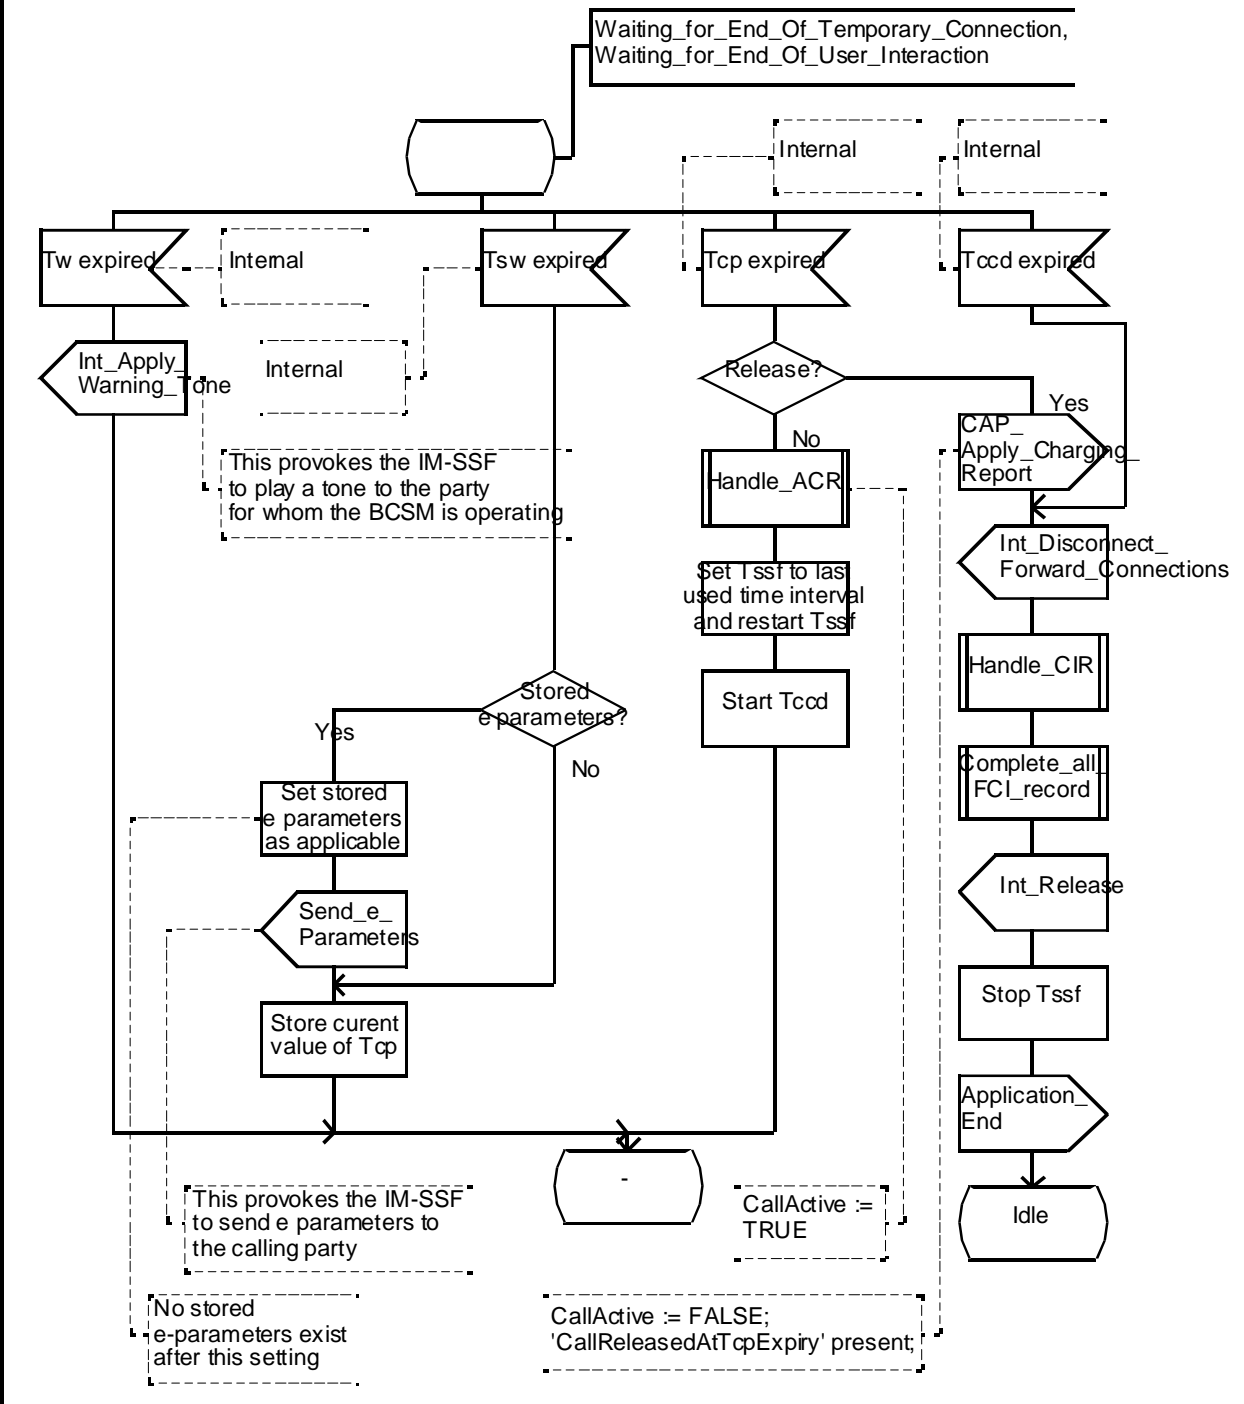 Waiting_for_End_Of_Temporary_Connection,
Waiting_for_End_Of_User_Interaction
Internal
Internal
Tw expired
Internal
Tsw expired
Tcp expired
Tccd expired
Int_Apply_
Warning_Tone
Internal
Release?
Yes
No
CAP_
Apply_Charging_
Report
This provokes the IM-SSF
to play a tone to the party
for whom the BCSM is operating
Handle_ACR
Int_Disconnect_
Forward_Connections
Set Tssf to last
used time interval
and restart Tssf
Handle_CIR
Stored
e parameters?
Start Tccd
Yes
No
Complete_all_
FCI_record
Set stored
e parameters
as applicable
Int_Release
Send_e_
Parameters
Stop Tssf
Store curent
value of Tcp
Application_
End
-
This provokes the IM-SSF
to send e parameters to
the calling party
CallActive :=
TRUE
Idle
No stored
e-parameters exist
after this setting
CallActive := FALSE;
'CallReleasedAtTcpExpiry' present;